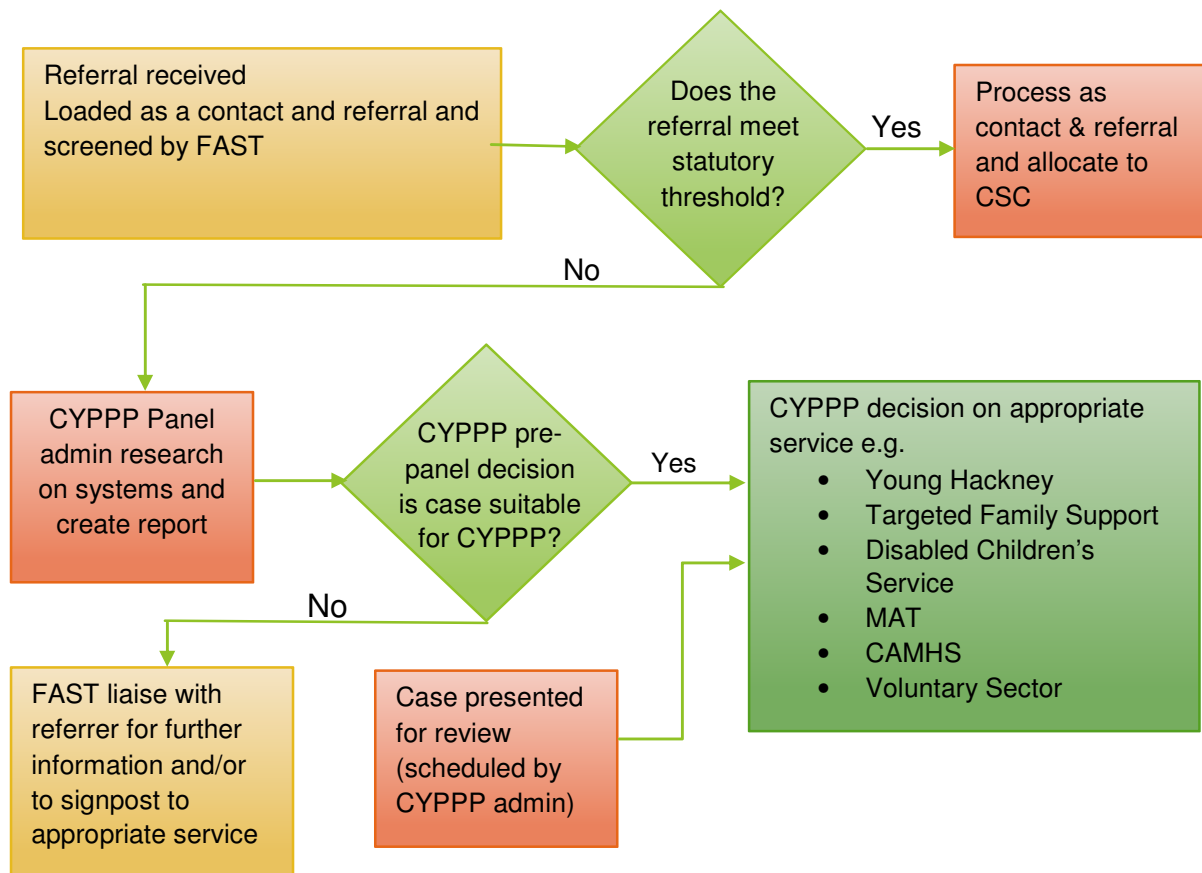 Referral received
Loaded as a contact and referral and
screened by FAST
Does the
referral meet
statutory
threshold?
Yes
Process as
contact & referral
and allocate to
CSC
No
CYPPP Panel
admin research
on systems and
create report
CYPPP pre-
panel decision
is case suitable
for CYPPP?
Yes
CYPPP decision on appropriate
service e.g.
• Young Hackney
• Targeted Family Support
• Disabled Children’s
Service
• MAT
• CAMHS
• Voluntary Sector
No
FAST liaise with
referrer for further
information and/or
to signpost to
appropriate service
Case presented
for review
(scheduled by
CYPPP admin)